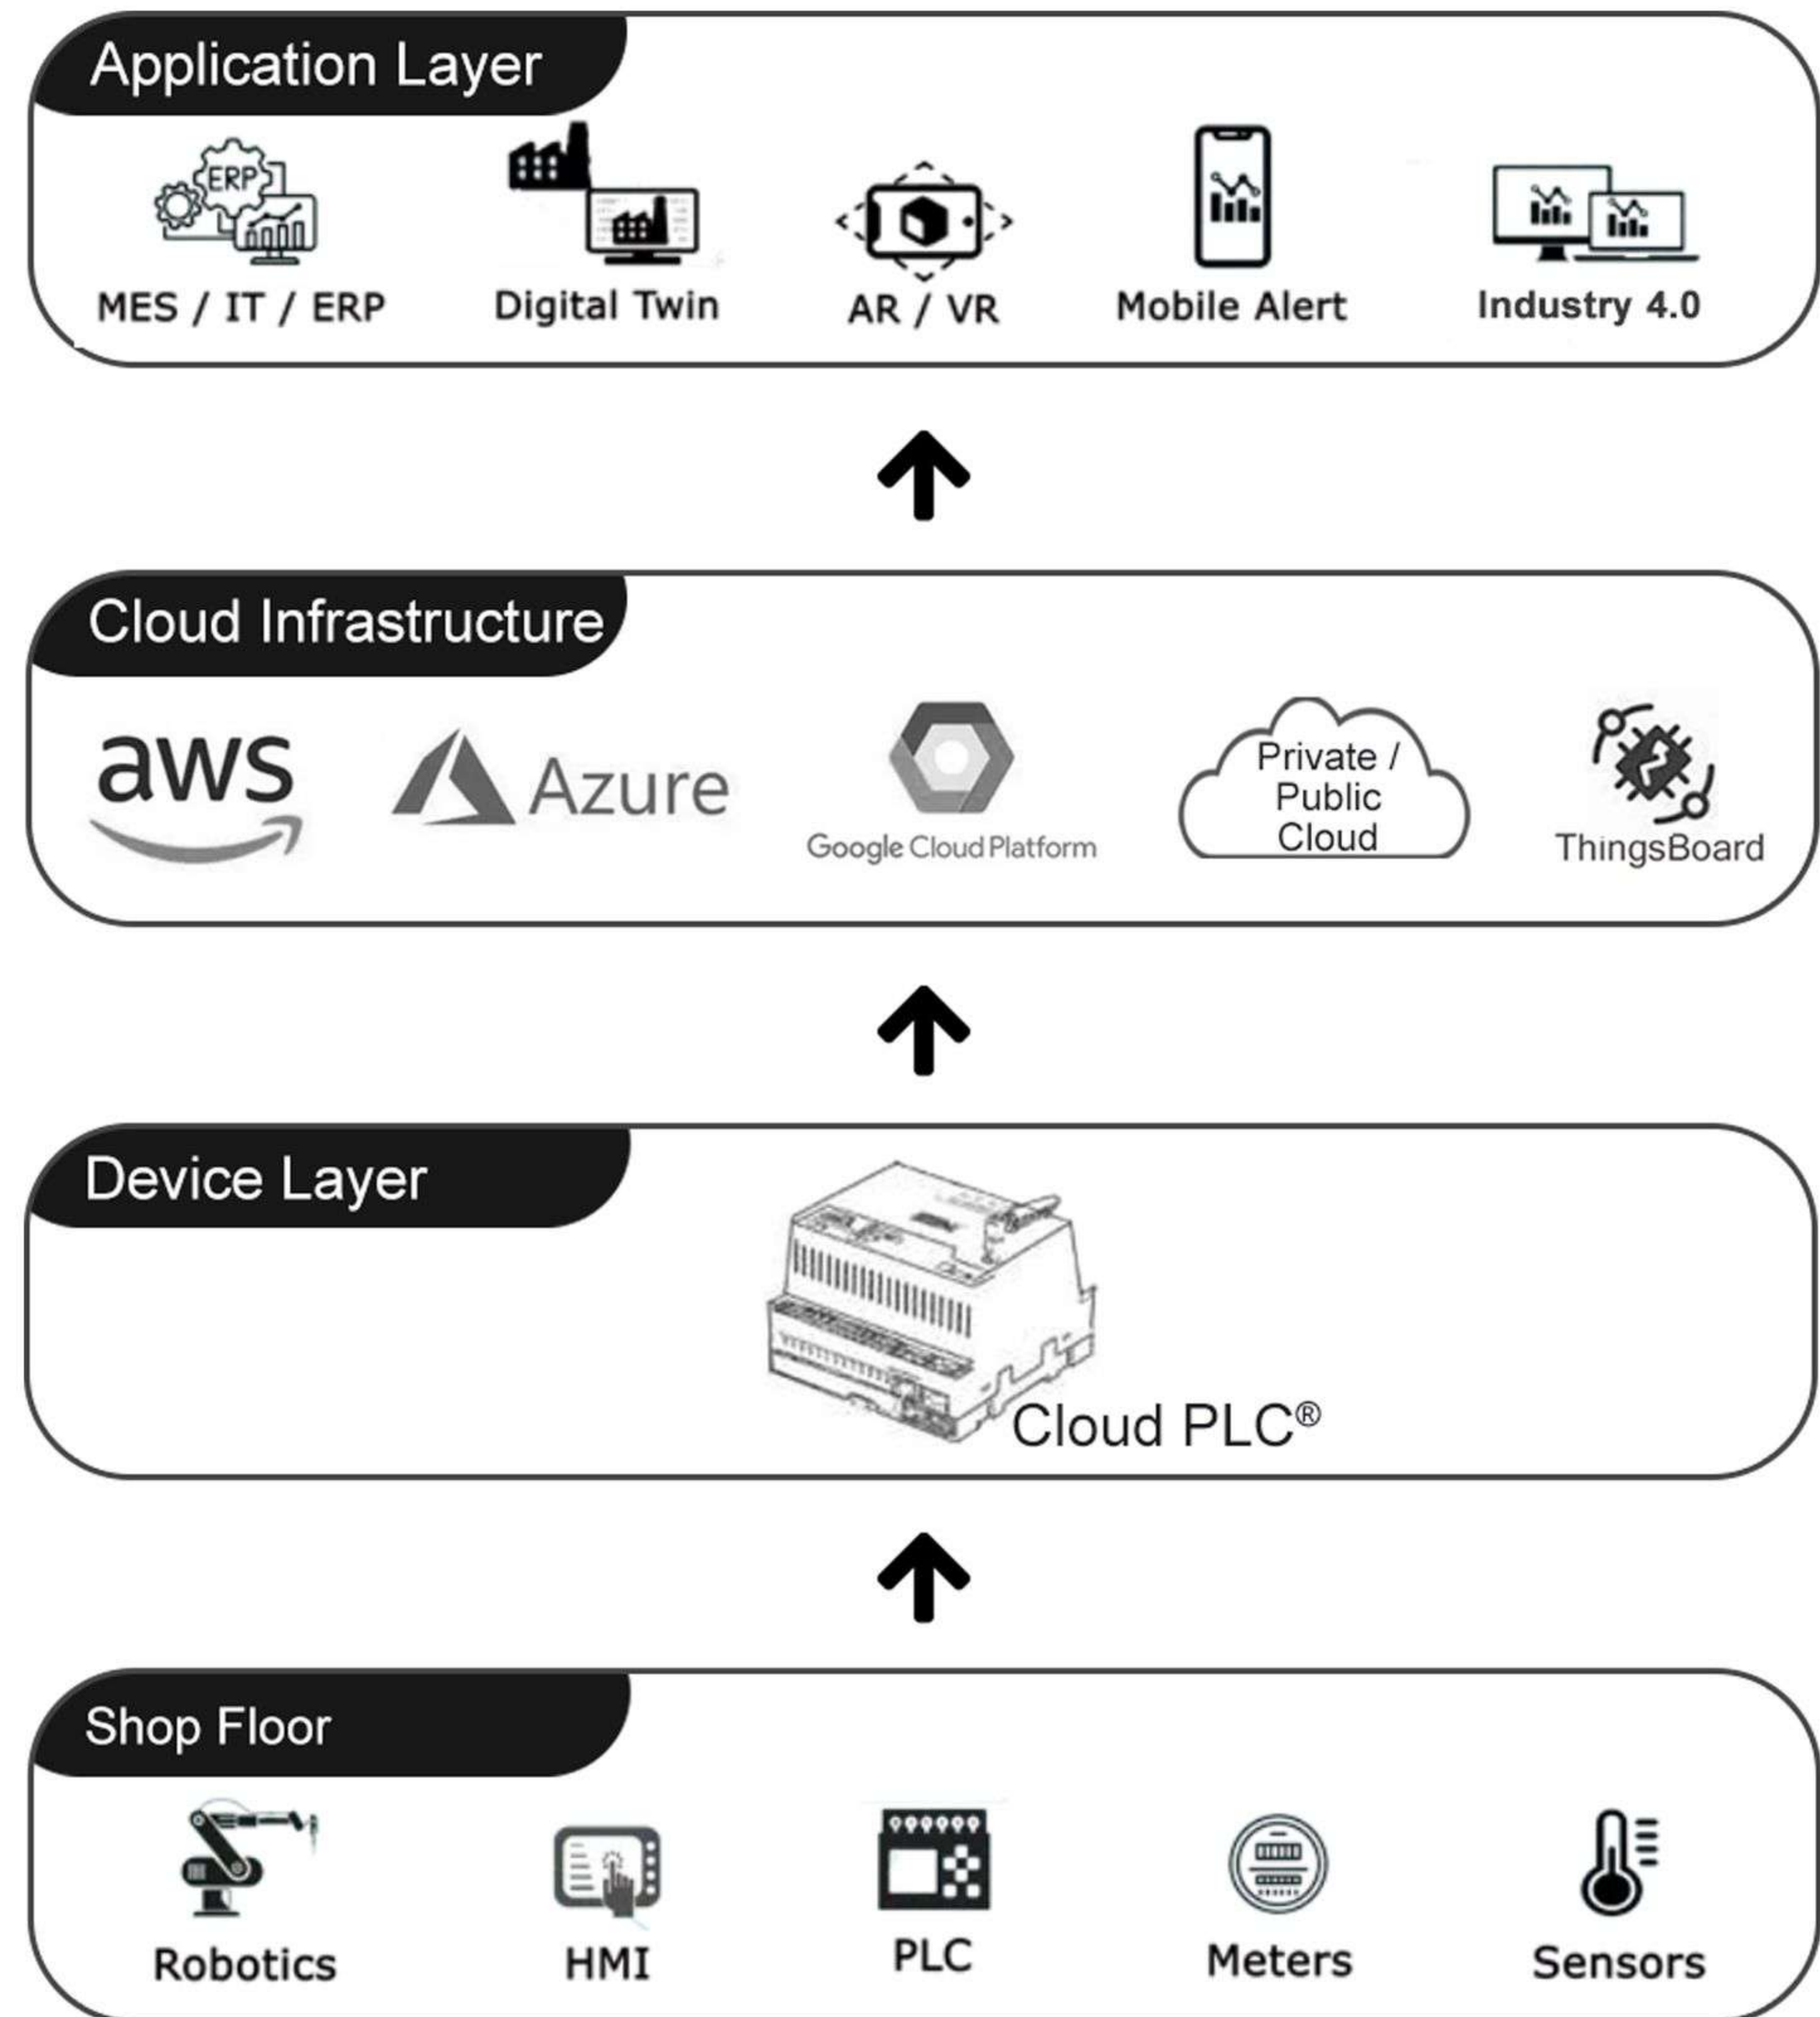 Application Layer
ERP
MES / IT / ERP
Digital Twin
AR / VR
Mobile Alert
Industry 4.0
Cloud Infrastructure
aws
Azure
Google Cloud Platform
Private /
Public
Cloud
ThingsBoard
Device Layer
Cloud PLC®
Shop Floor
Robotics
HMI
PLC
Meters
Sensors